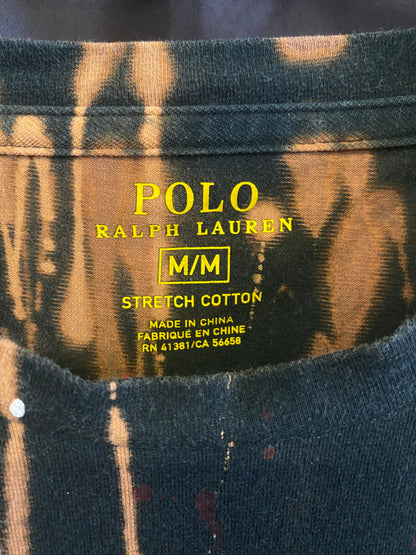 POLO
RALPH LAUREN
M/M
STRETCH COTTON
MADE IN CHINA
FABRIQUÉ EN CHINE
RN 41381/CA 56658